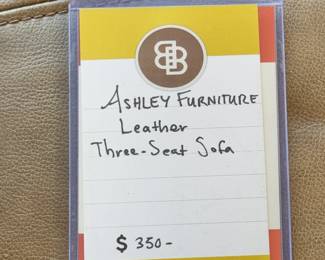 ASHLEY FURNITURE
Leather
Three-Seat Sofa
$ 350-